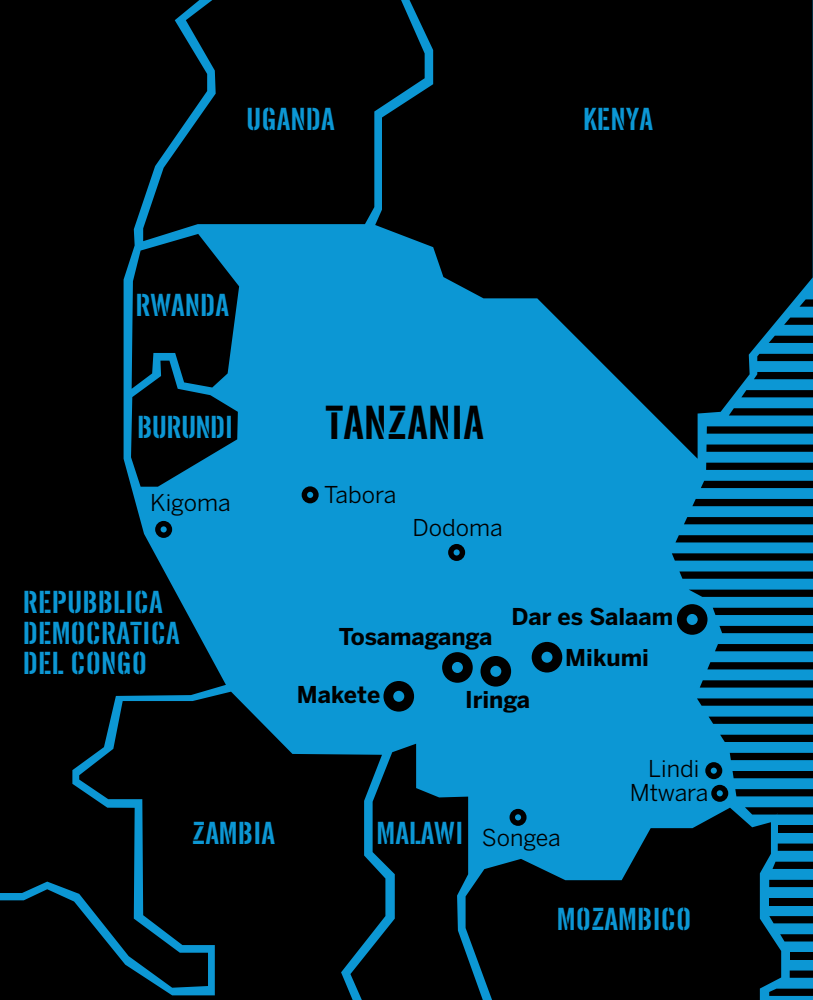 UGANDA
KENYA
RWANDA
TANZANIA
BURUNDI
Kigoma
Tabora
Dodoma
REPUBBLICA
DEMOCRATICA
DEL CONGO
Dar es Salaam
Tosamaganga
Mikumi
Makete
Iringa
Lindi
Mtwara
ZAMBIA
MALAWI
Songea
MOZAMBICO